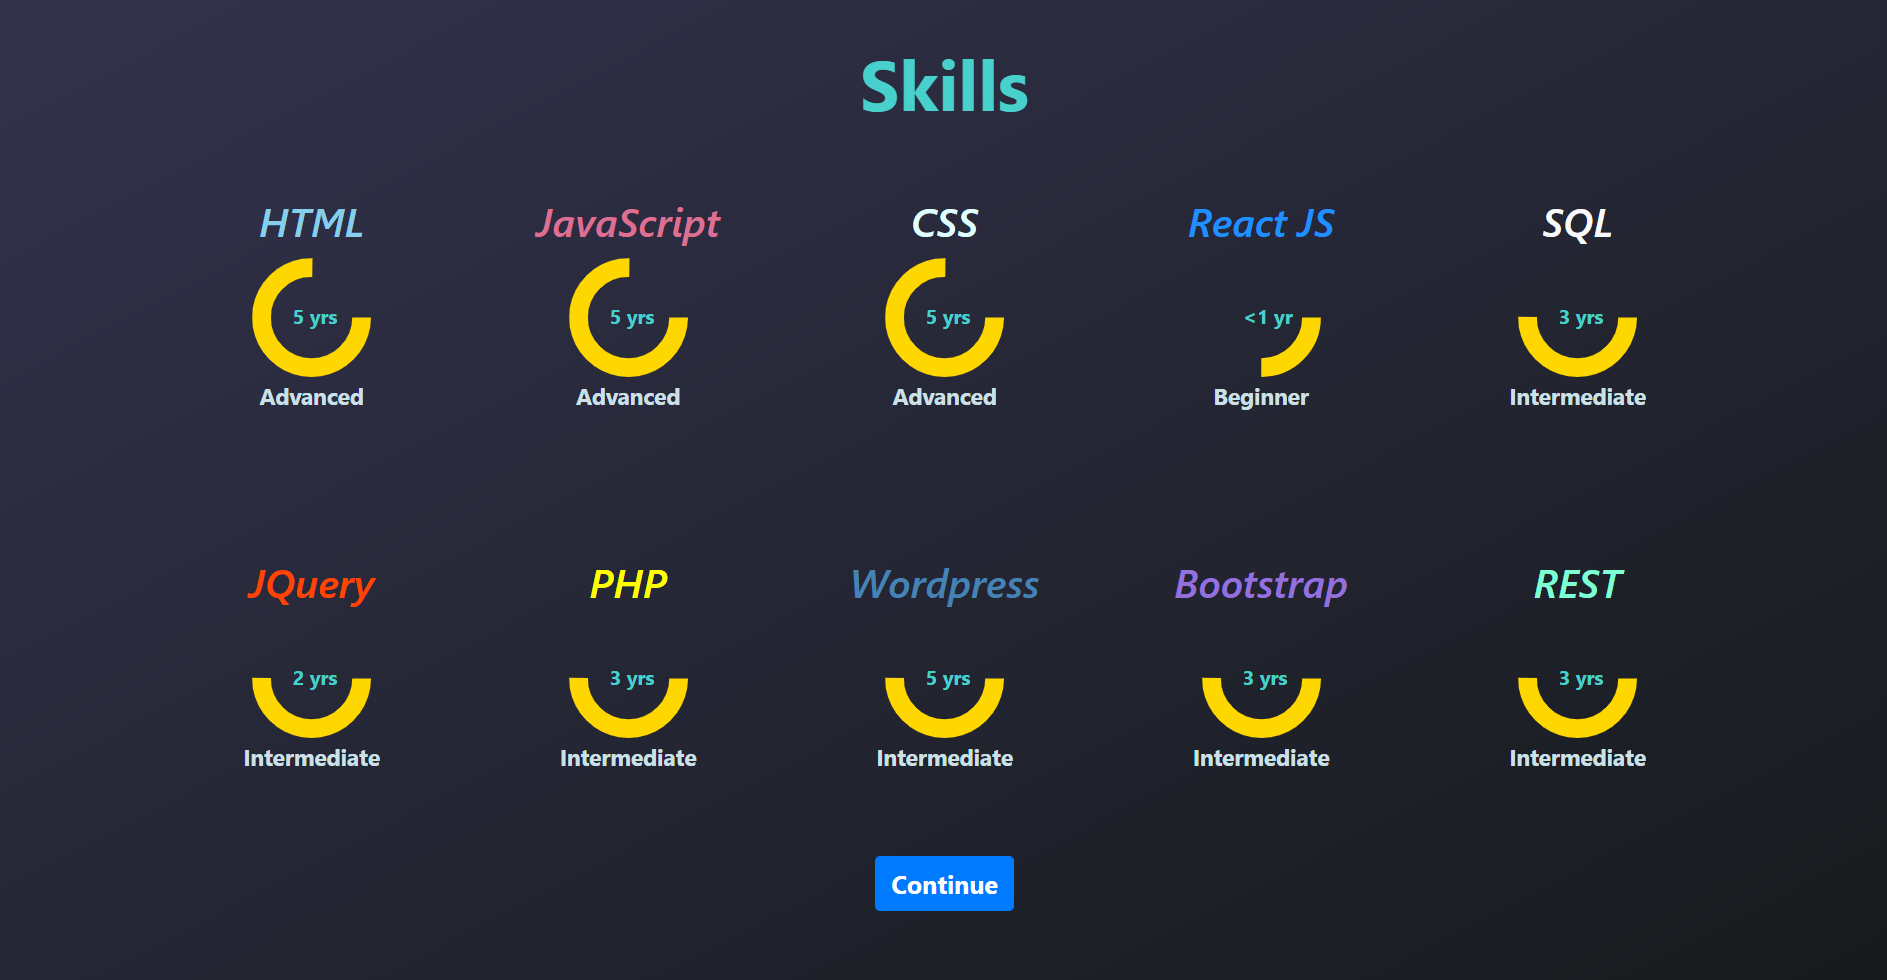 Skills
HTML
JavaScript
CSS
React JS
SQL
5 yrs
5 yrs
5 yrs
<1 yr
3 yrs
Advanced
Advanced
Advanced
Beginner
Intermediate
JQuery
PHP
Wordpress
Bootstrap
REST
2 yrs
3 yrs
5 yrs
3 yrs
3 yrs
Intermediate
Intermediate
Intermediate
Intermediate
Intermediate
Continue